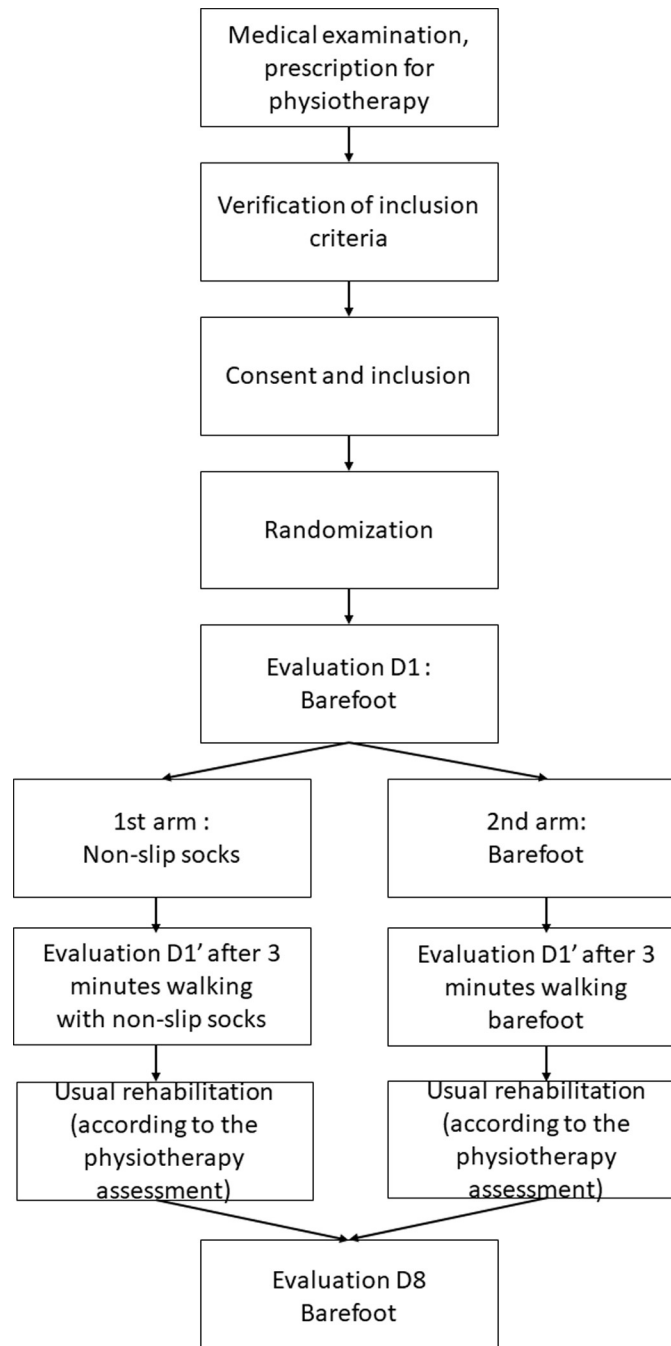 Medical examination,
prescription for
physiotherapy
Verification of inclusion
criteria
Consent and inclusion
Randomization
Evaluation D1 :
Barefoot
1st arm :
Non-slip socks
2nd arm:
Barefoot
Evaluation D1’ after 3
minutes walking
with non-slip socks
Evaluation D1’ after 3
minutes walking
barefoot
Usual rehabilitation
(according to the
physiotherapy
assessment)
Usual rehabilitation
(according to the
physiotherapy
assessment)
Evaluation D8
Barefoot